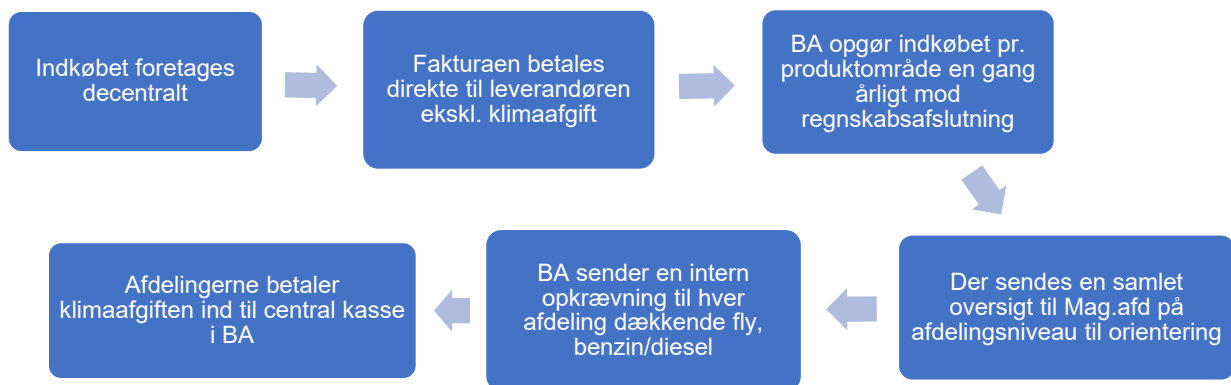 Indkøbet foretages
decentralt
Fakturaen betales
direkte til leverandøren
ekskl. klimaafgift
BA opgør indkøbet pr.
produktområde en gang
årligt mod
regnskabsafslutning
Der sendes en samlet
oversigt til Mag.afd på
afdelingsniveau til orientering
BA sender en intern
opkrævning til hver
afdeling dækkende fly,
benzin/diesel
Afdelingerne betaler
klimaafgiften ind til central kasse
i BA